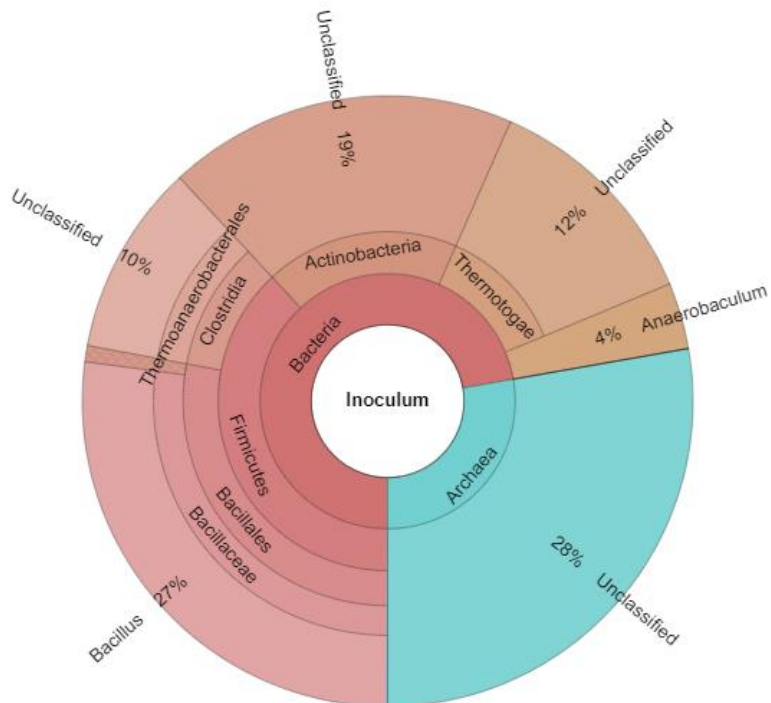 Unclassified
19%
Unclassified
12%
Unclassified
10%
Thermoanaerobacterales
Clostridia
Actinobacteria
Thermotogae
Anaerobaculum
4%
Bacteria
Inoculum
Archaea
Firmicutes
Bacillales
Bacillaceae
Bacillus
27%
28%
Unclassified